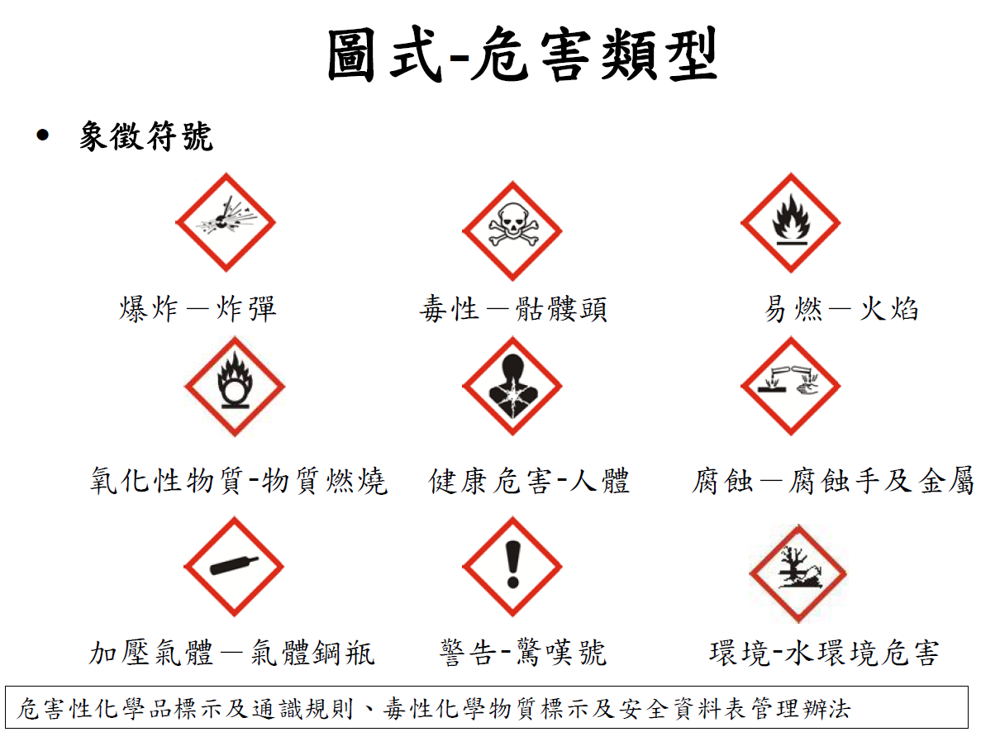 圖式-危害類型
• 象徵符號
爆炸－炸彈
毒性－骷髏頭
易燃－火焰
氧化性物質-物質燃燒
健康危害-人體
腐蝕－腐蝕手及金屬
加壓氣體－氣體鋼瓶
警告-驚嘆號
環境-水環境危害
危害性化學品標示及通識規則、毒性化學物質標示及安全資料表管理辦法